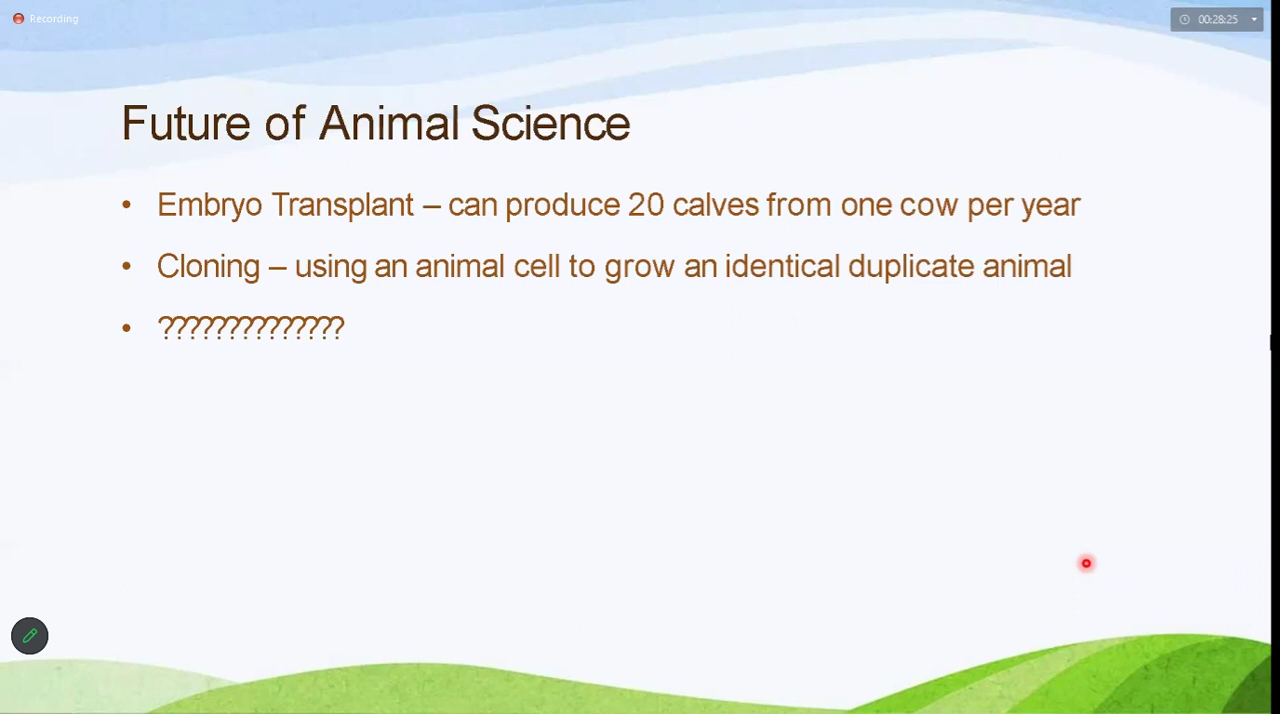 Recording
00:28:25
Future of Animal Science
• Embryo Transplant – can produce 20 calves from one cow per year
• Cloning – using an animal cell to grow an identical duplicate animal
• ??????????????